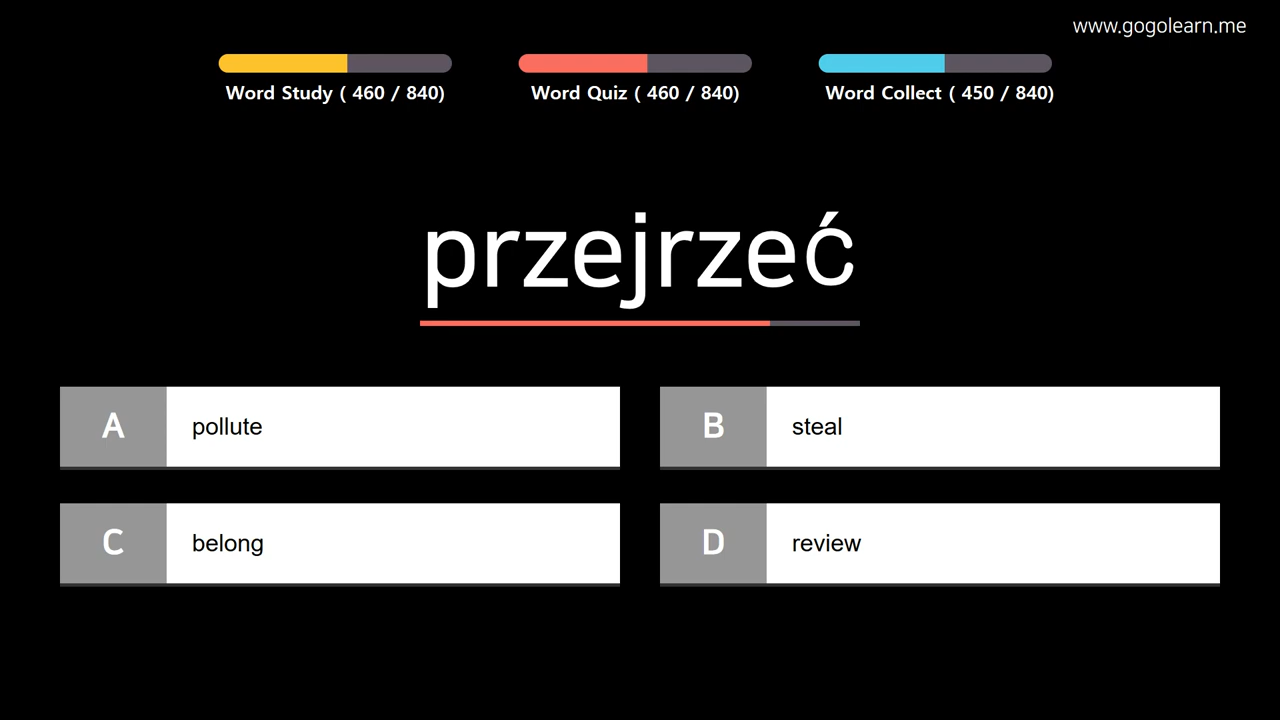 www.gogolearn.me
Word Study ( 460 / 840)
Word Quiz ( 460 / 840)
Word Collect ( 450 / 840)
przejrzeć
A pollute
B steal
C belong
D review